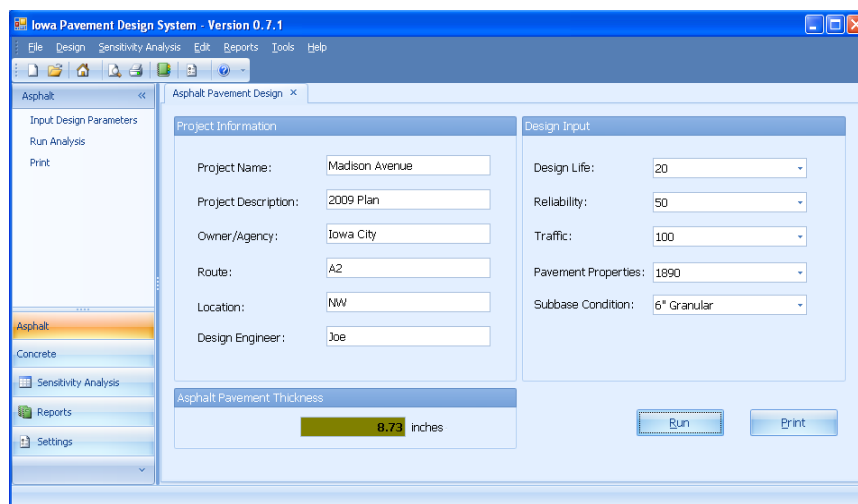 Iowa Pavement Design System - Version 0.7.1
File Design Sensitivity Analysis Edit Reports Tools Help
Asphalt «
Asphalt Pavement Design ×
Input Design Parameters
Run Analysis
Print
Project Information
Project Name: Madison Avenue
Project Description: 2009 Plan
Owner/Agency: Iowa City
Route: A2
Location: NW
Design Engineer: Joe
Design Input
Design Life: 20
Reliability: 50
Traffic: 100
Pavement Properties: 1890
Subbase Condition: 6" Granular
Asphalt
Concrete
Sensitivity Analysis
Reports
Settings
Asphalt Pavement Thickness
8.73 inches
Run
Print